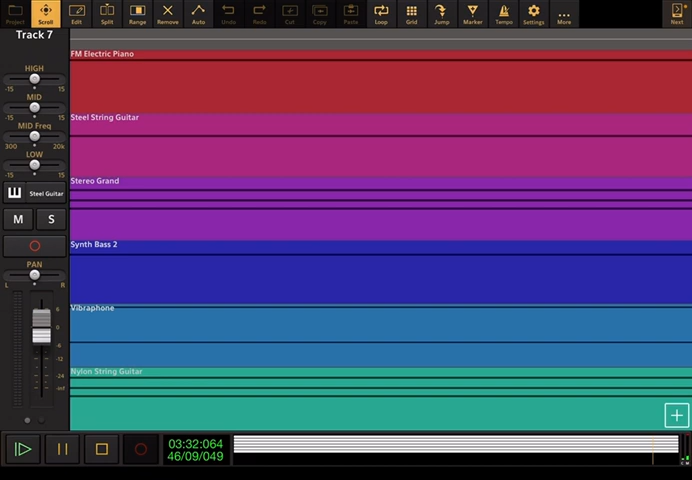 Project Scroll Edit Split Range Remove Auto Undo Redo Cut Copy Paste Loop Grid Jump Marker Tempo Settings More Next
Track 7
HIGH
-15 15
MID
-15 15
MID Freq
300 20k
LOW
-15 15
Steel Guitar
M S
PAN
L R
6
0
-6
-12
-24
-inf
FM Electric Piano
Steel String Guitar
Stereo Grand
Synth Bass 2
Vibraphone
Nylon String Guitar
03:32:064
46/09/049
C M